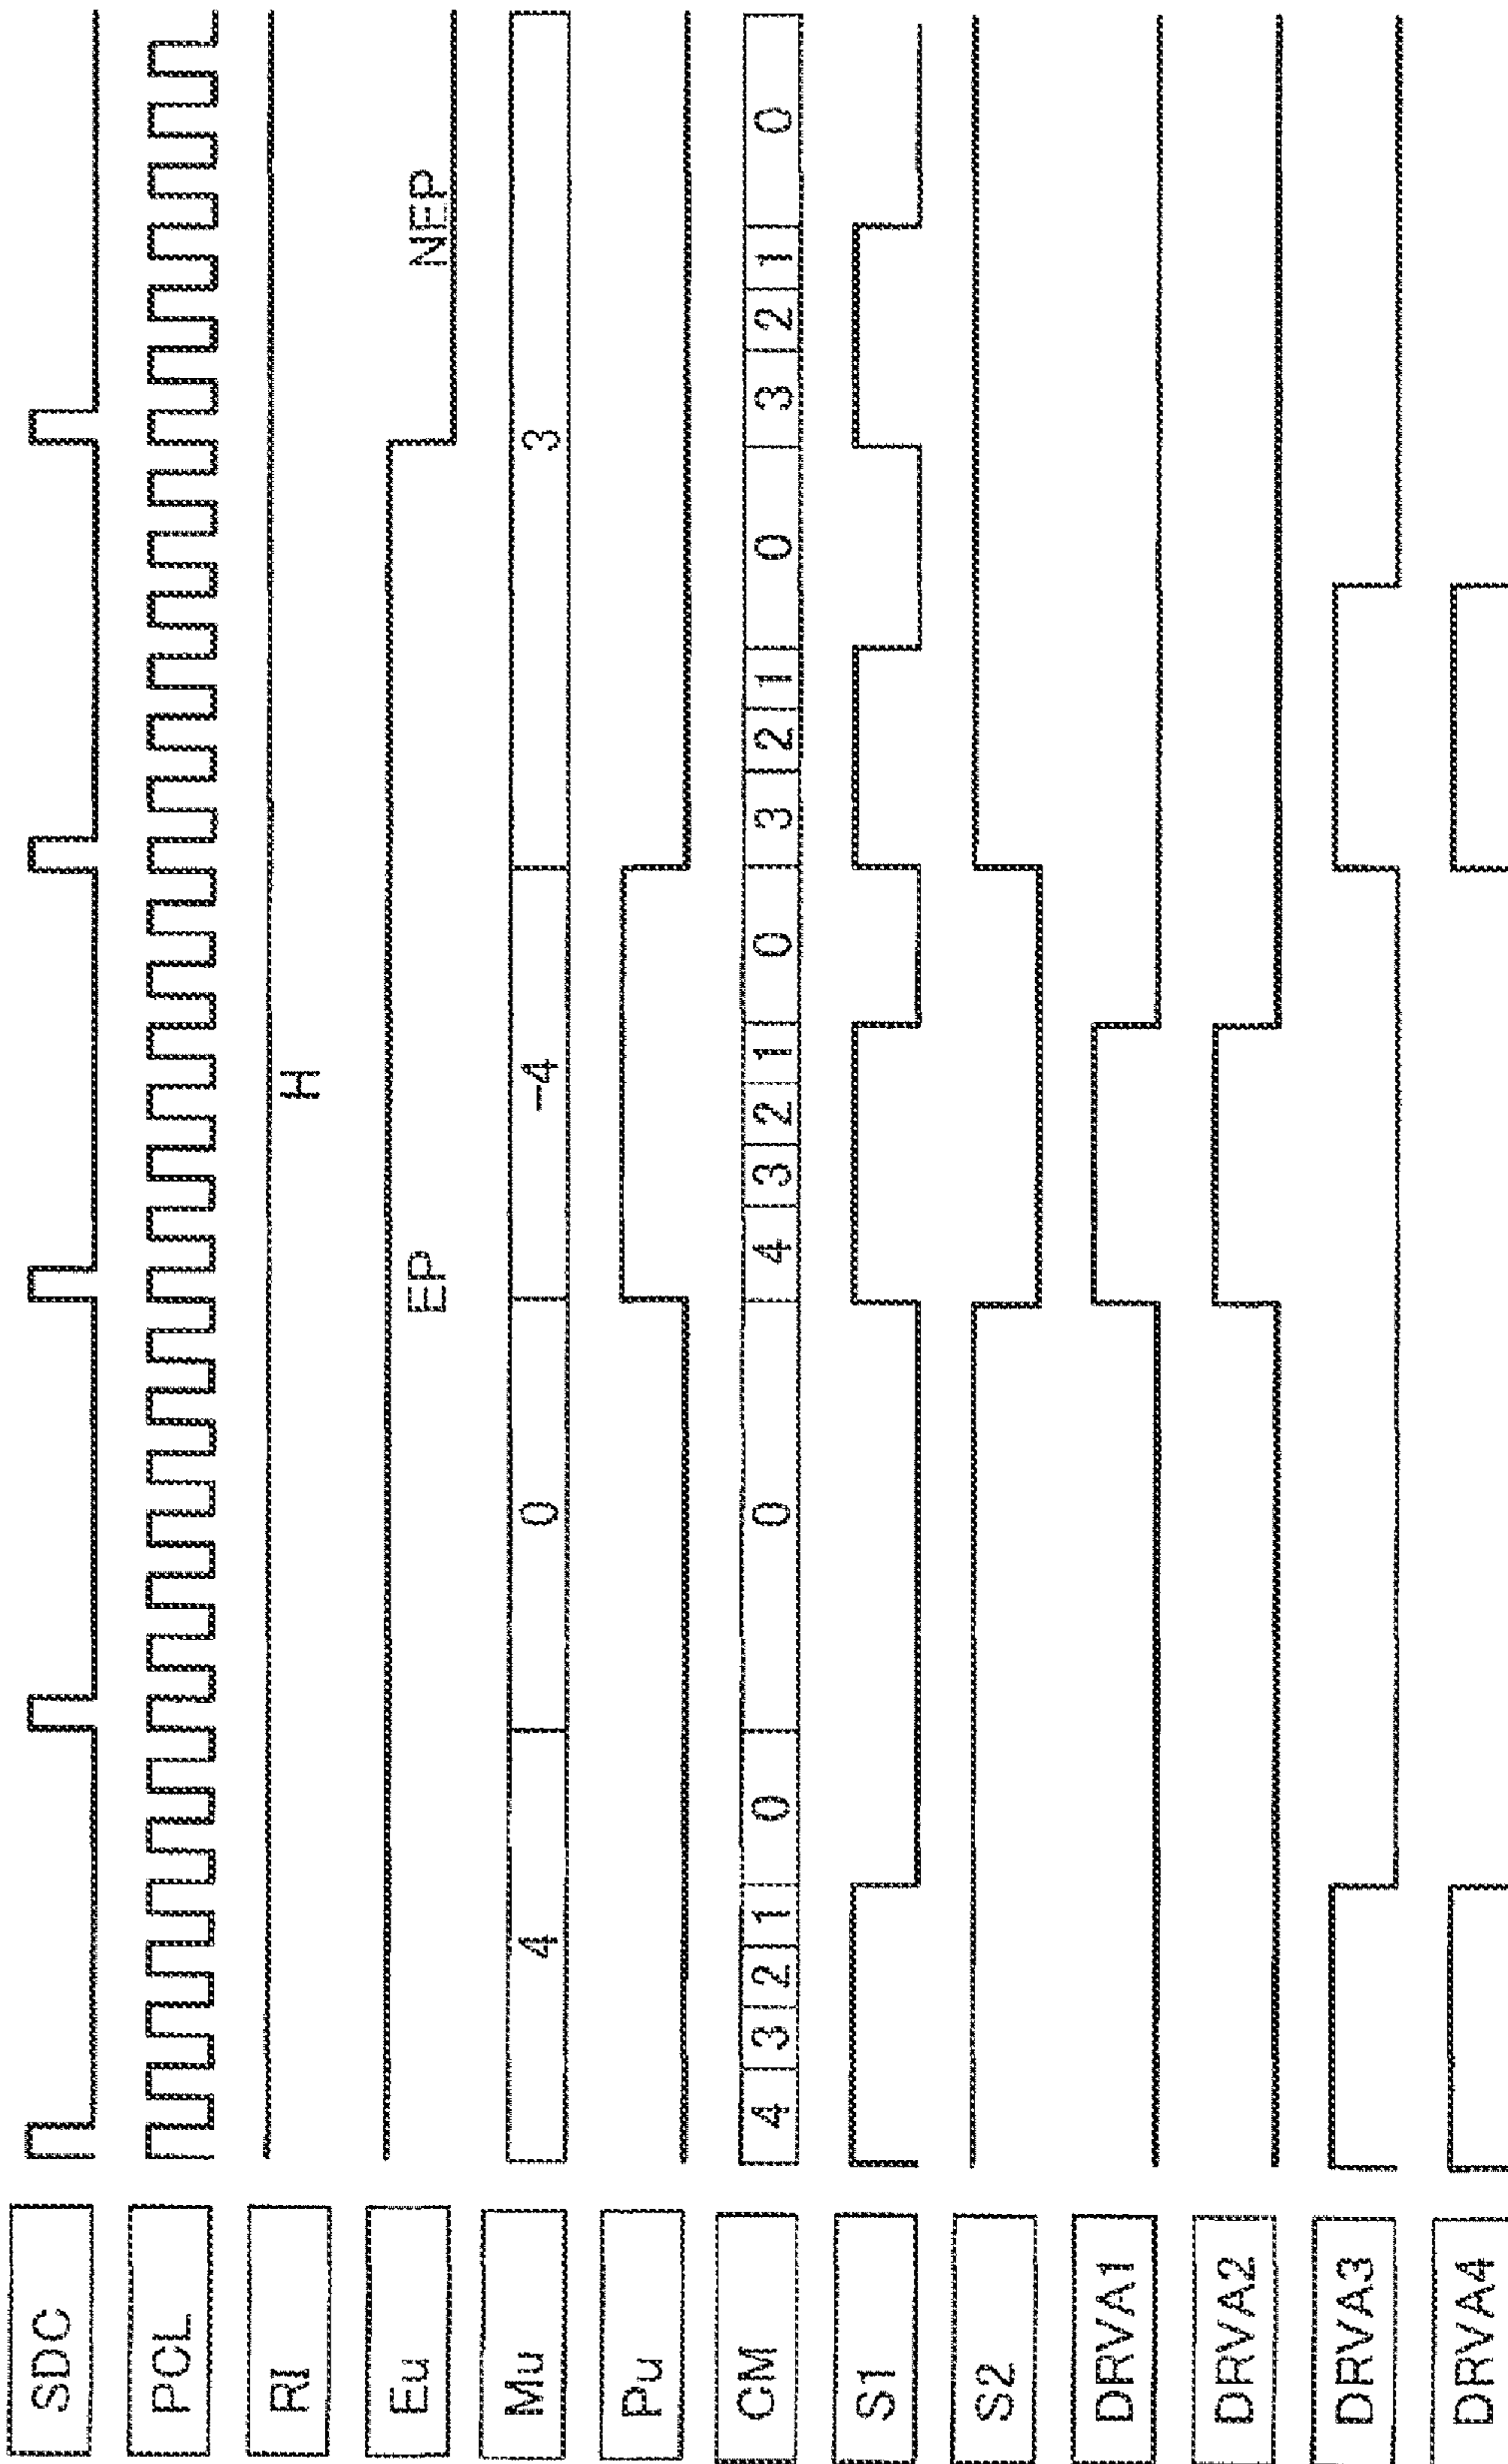 SDC
PCL
RI H
Eu EP NEP
Mu 4 0 -4 3
Pu
CM 4 3 2 1 0 0 4 3 2 1 0 3 2 1 0 3 2 1 0
S1
S2
DRVA1
DRVA2
DRVA3
DRVA4